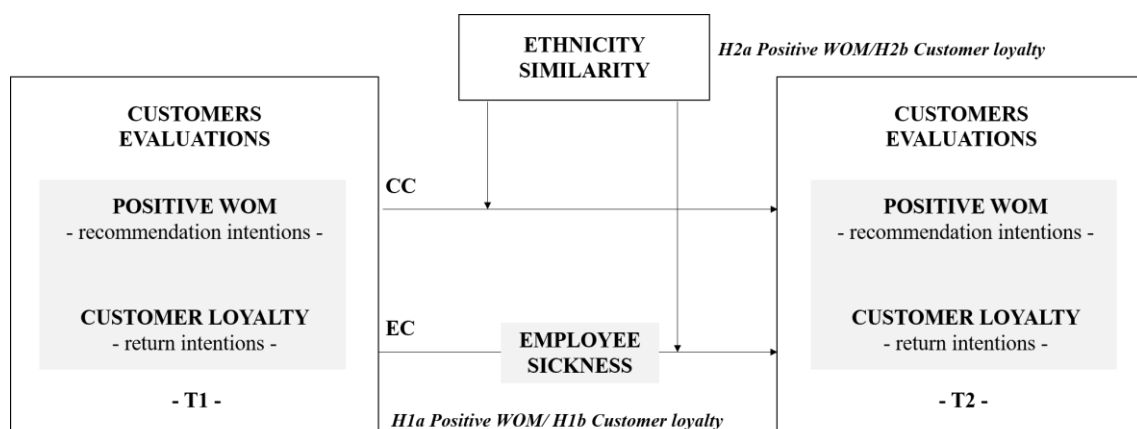 ETHNICITY
SIMILARITY
H2a Positive WOM/H2b Customer loyalty
CUSTOMERS
EVALUATIONS
POSITIVE WOM
- recommendation intentions -
CUSTOMER LOYALTY
- return intentions -
- T1 -
CC
EC
EMPLOYEE
SICKNESS
H1a Positive WOM/ H1b Customer loyalty
CUSTOMERS
EVALUATIONS
POSITIVE WOM
- recommendation intentions -
CUSTOMER LOYALTY
- return intentions -
- T2 -